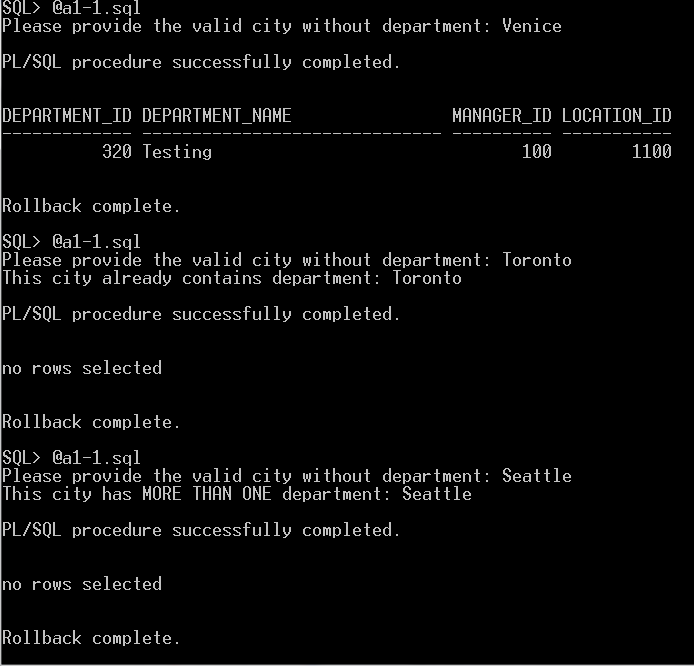 SQL> @a1-1.sql
Please provide the valid city without department: Venice
PL/SQL procedure successfully completed.
DEPARTMENT_ID DEPARTMENT_NAME                MANAGER_ID LOCATION_ID
------------- ------------------------------ ---------- -----------
          320 Testing                               100        1100
Rollback complete.
SQL> @a1-1.sql
Please provide the valid city without department: Toronto
This city already contains department: Toronto
PL/SQL procedure successfully completed.
no rows selected
Rollback complete.
SQL> @a1-1.sql
Please provide the valid city without department: Seattle
This city has MORE THAN ONE department: Seattle
PL/SQL procedure successfully completed.
no rows selected
Rollback complete.